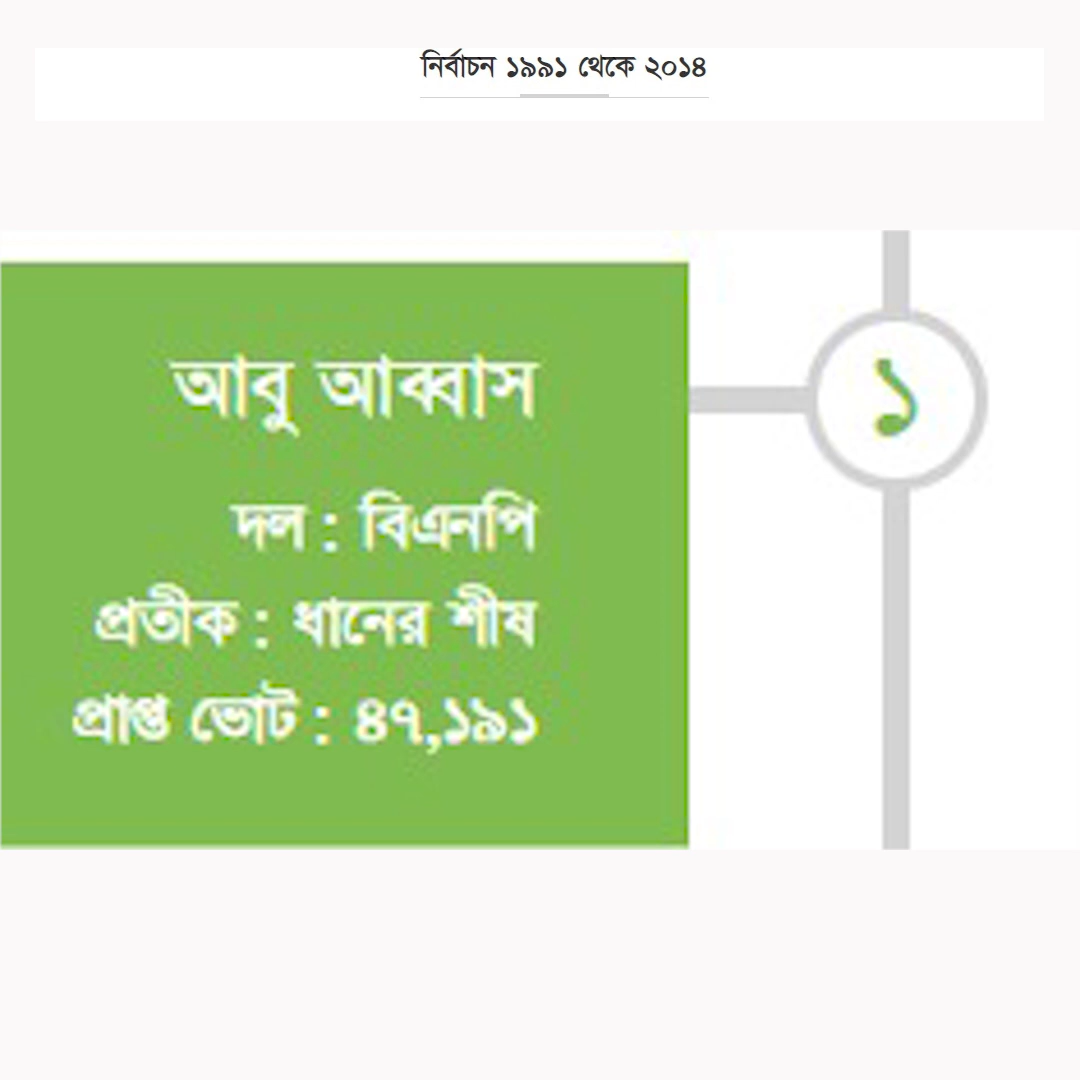 নির্বাচন ১৯৯১ থেকে ২০১৪
আবু আব্বাস
১
দল : বিএনপি
প্রতীক : ধানের শীষ
প্রাপ্ত ভোট : ৪৭,১৯১